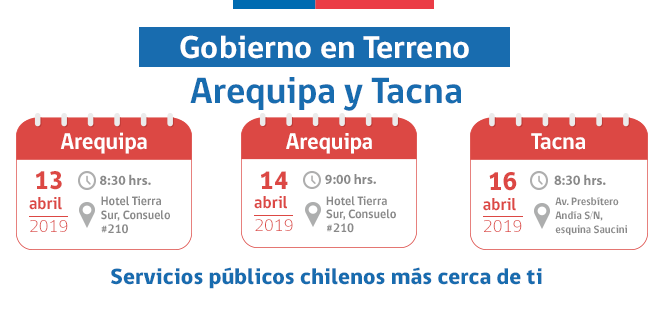 Gobierno en Terreno
Arequipa y Tacna
Arequipa
13
abril
2019
8:30 hrs.
Hotel Tierra
Sur, Consuelo
#210
Arequipa
14
abril
2019
9:00 hrs.
Hotel Tierra
Sur, Consuelo
#210
Tacna
16
abril
2019
8:30 hrs.
Av. Presbítero
Andía S/N,
esquina Saucini
Servicios públicos chilenos más cerca de ti